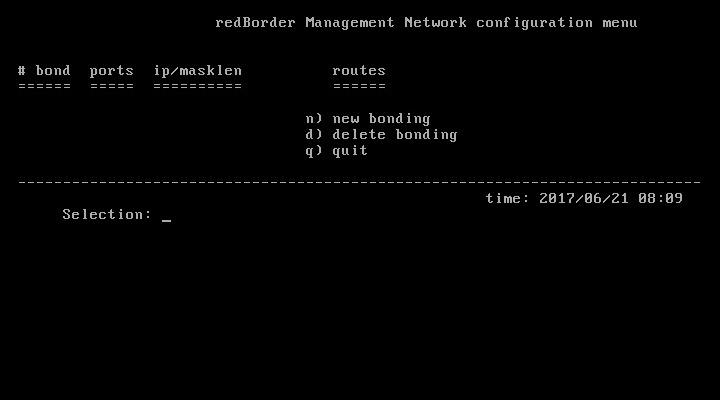 redBorder Management Network configuration menu
# bond ports ip/masklen routes
====== ===== ========== ======
n) new bonding
d) delete bonding
q) quit
----------------------------------------------------------------------------
time: 2017/06/21 08:09
Selection: _